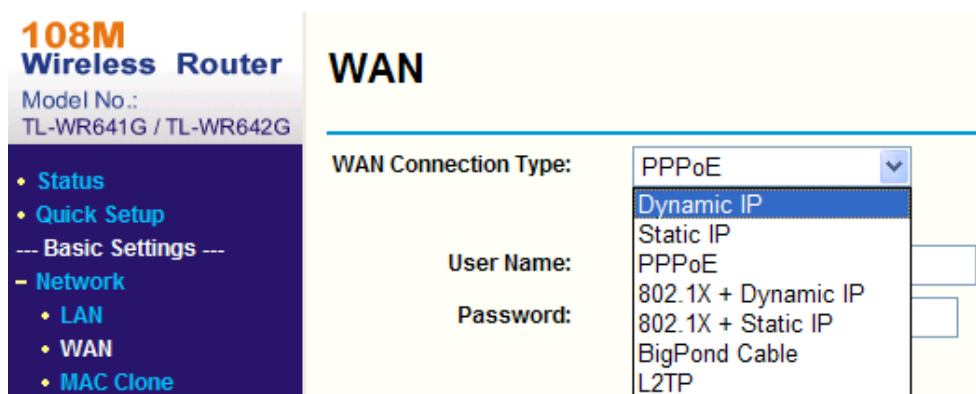 108M
Wireless Router
Model No.:
TL-WR641G / TL-WR642G
• Status
• Quick Setup
--- Basic Settings ---
– Network
• LAN
• WAN
• MAC Clone
WAN
WAN Connection Type: PPPoE
Dynamic IP
Static IP
User Name:
PPPoE
802.1X + Dynamic IP
Password:
802.1X + Static IP
BigPond Cable
L2TP